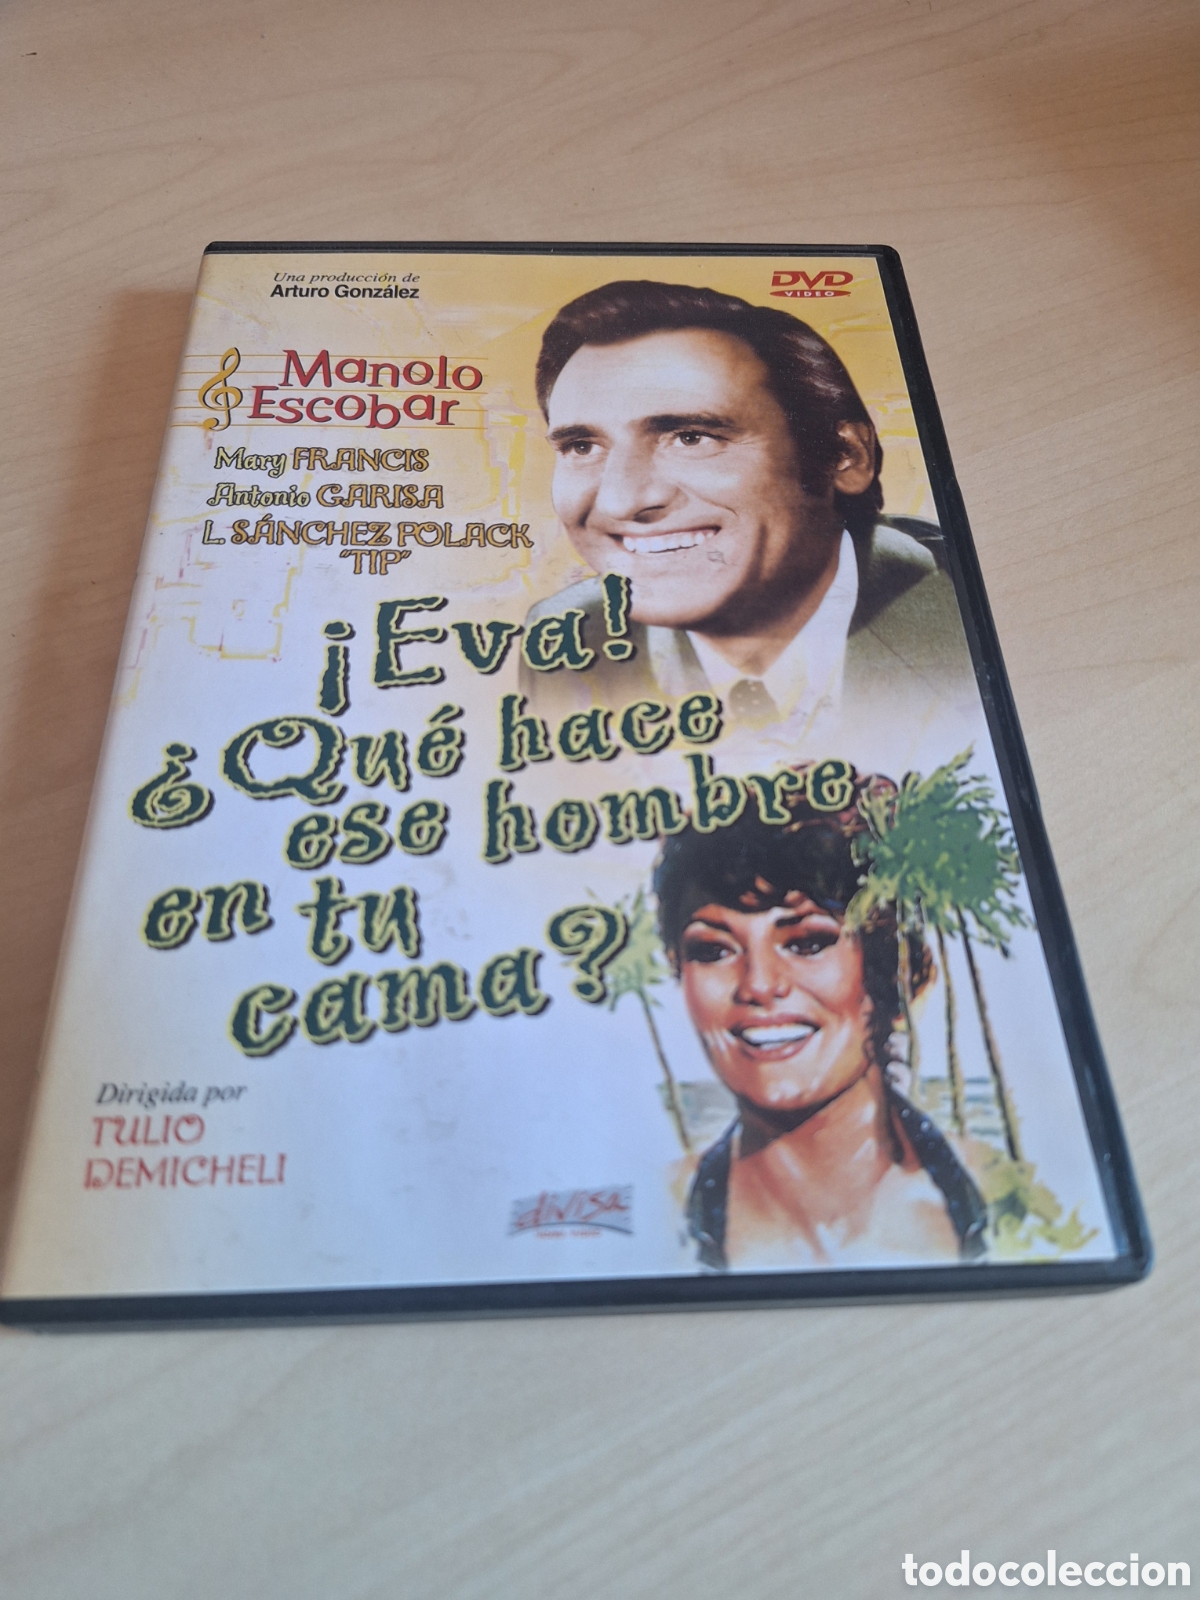 Una producción de
Arturo González
DVD
VIDEO
Manolo
Escobar
Mary FRANCIS
Antonio GARISA
L. SÁNCHEZ POLACK
"TIP"
¡Eva!
¿Qué hace
ese hombre
en tu
cama?
Dirigida por
TULIO
DEMICHELI
divisa
todocoleccion